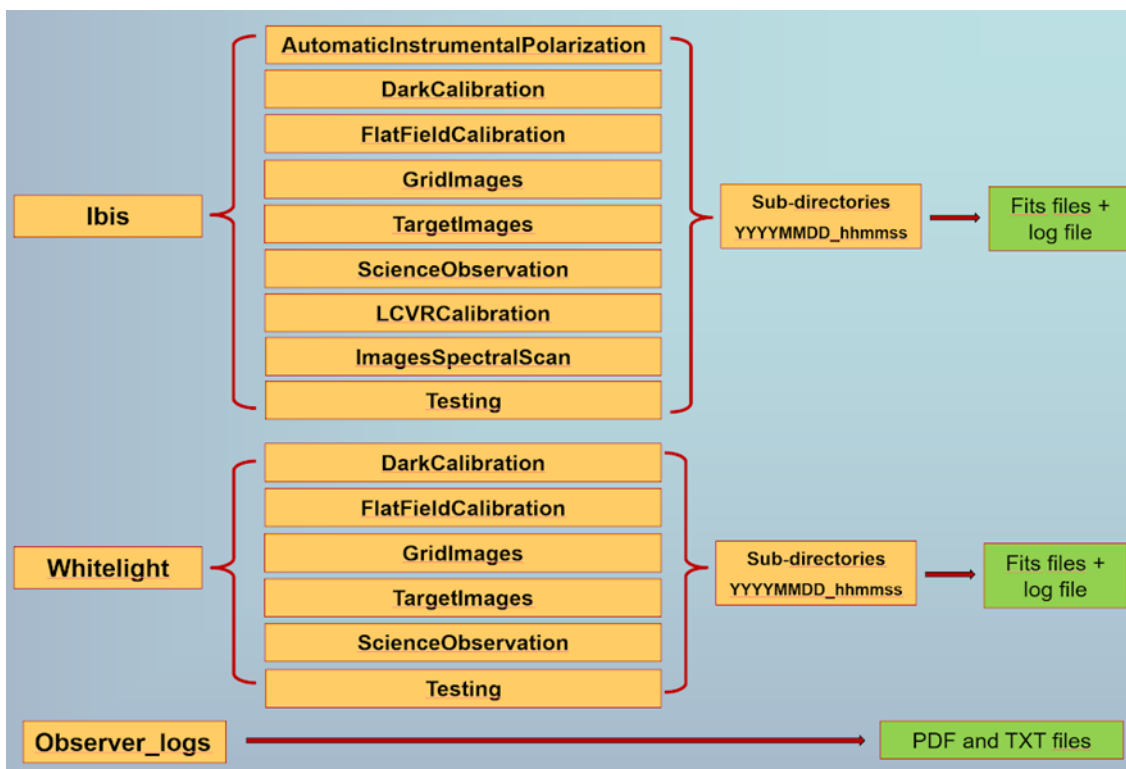 Ibis
AutomaticInstrumentalPolarization
DarkCalibration
FlatFieldCalibration
GridImages
TargetImages
ScienceObservation
LCVRCalibration
ImagesSpectralScan
Testing
Sub-directories
YYYYMMDD_hhmmss
Fits files +
log file
Whitelight
DarkCalibration
FlatFieldCalibration
GridImages
TargetImages
ScienceObservation
Testing
Sub-directories
YYYYMMDD_hhmmss
Fits files +
log file
Observer_logs
PDF and TXT files